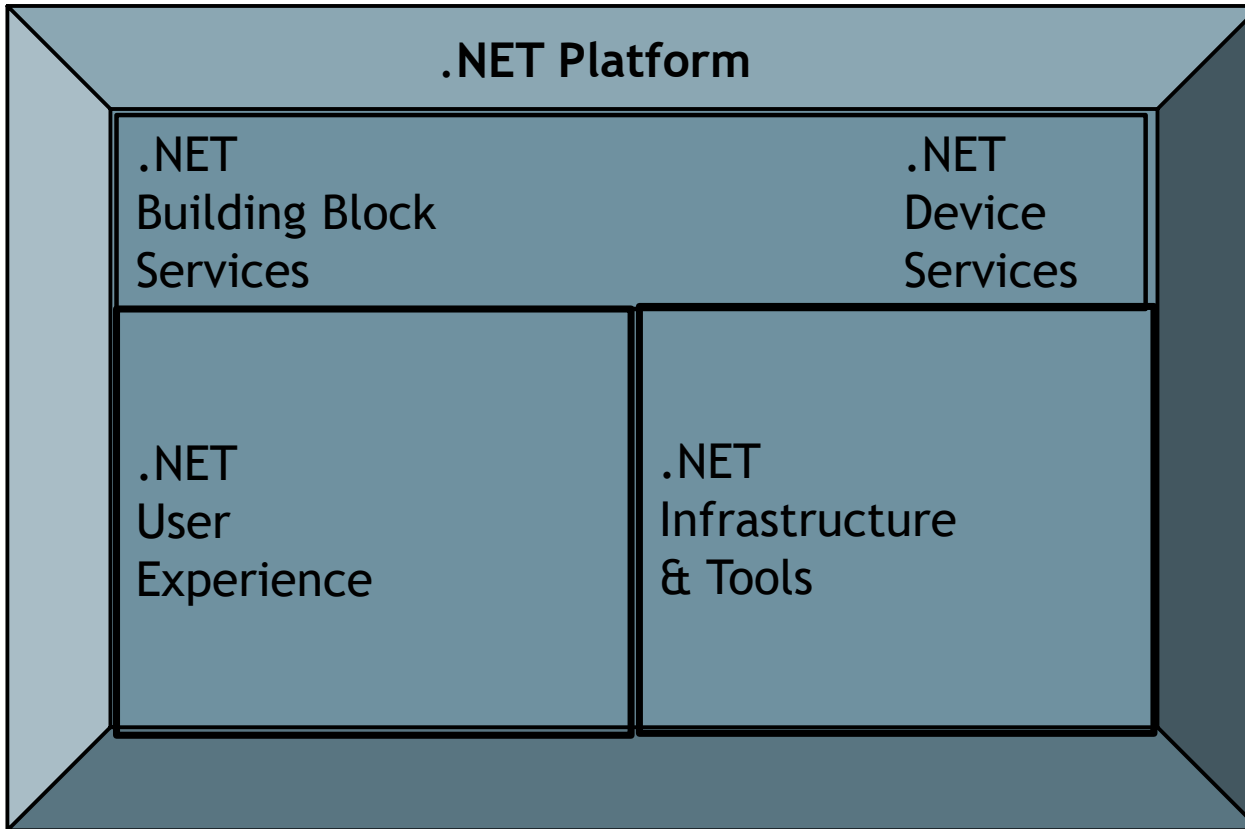 .NET Platform
.NET
Building Block
Services
.NET
Device
Services
.NET
User
Experience
.NET
Infrastructure
& Tools